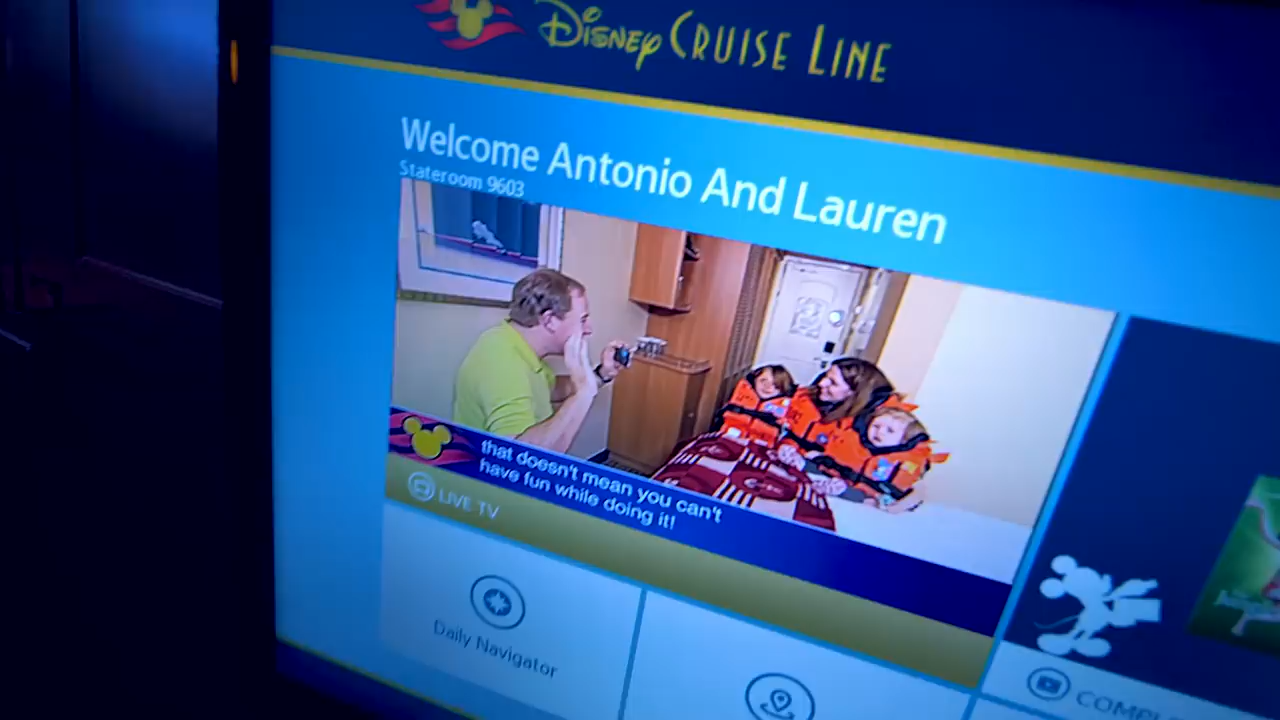 Disney Cruise Line
Welcome Antonio And Lauren
Stateroom 9603
that doesn't mean you can't
have fun while doing it!
LIVE TV
Daily Navigator